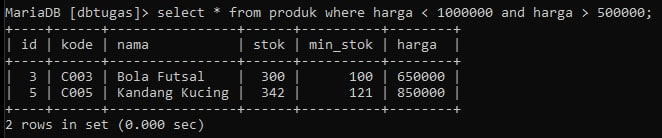 MariaDB [dbtugas]> select * from produk where harga < 1000000 and harga > 500000;
+----+------+----------------+------+----------+--------+
| id | kode | nama           | stok | min_stok | harga  |
+----+------+----------------+------+----------+--------+
|  3 | C003 | Bola Futsal    |  300 |      100 | 650000 |
|  5 | C005 | Kandang Kucing |  342 |      121 | 850000 |
+----+------+----------------+------+----------+--------+
2 rows in set (0.000 sec)